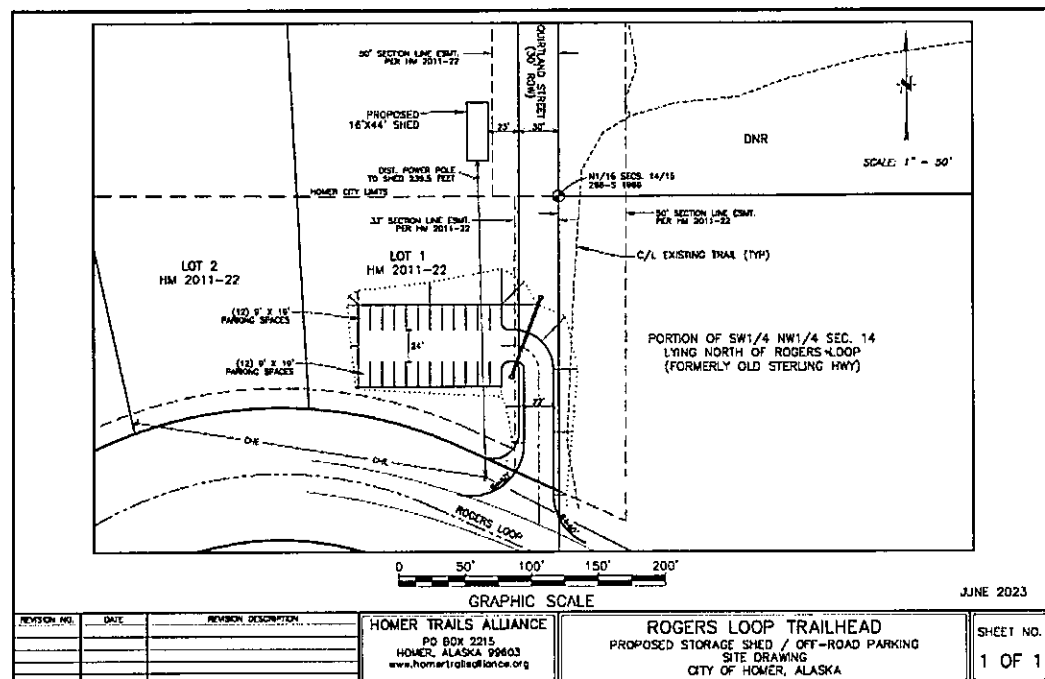 50' SECTION LINE ESMT.
PER HM 2011-22
QUIRTLAND STREET
(30' ROW)
PROPOSED
16'X44' SHED
30'
DNR
SCALE: 1" = 50'
DIST. POWER POLE
TO SHED 239.5 FEET
N1/16 SECS. 14/15
HOMER CITY LIMITS
33' SECTION LINE ESMT.
PER HM 2011-22
50' SECTION LINE ESMT.
PER HM 2011-22
C/L EXISTING TRAIL (TYP)
LOT 2
HM 2011-22
LOT 1
HM 2011-22
(12) 9' X 19'
PARKING SPACES
24'
(12) 9' X 19'
PARKING SPACES
PORTION OF SW1/4 NW1/4 SEC. 14
LYING NORTH OF ROGERS LOOP
(FORMERLY OLD STERLING HWY)
OHE
OHE
ROGERS LOOP
0 50' 100' 150' 200'
GRAPHIC SCALE
JUNE 2023
REVISION NO. DATE REVISION DESCRIPTION
HOMER TRAILS ALLIANCE
PO BOX 2215
HOMER, ALASKA 99603
www.homertrailsalliance.org
ROGERS LOOP TRAILHEAD
PROPOSED STORAGE SHED / OFF-ROAD PARKING
SITE DRAWING
CITY OF HOMER, ALASKA
SHEET NO.
1 OF 1